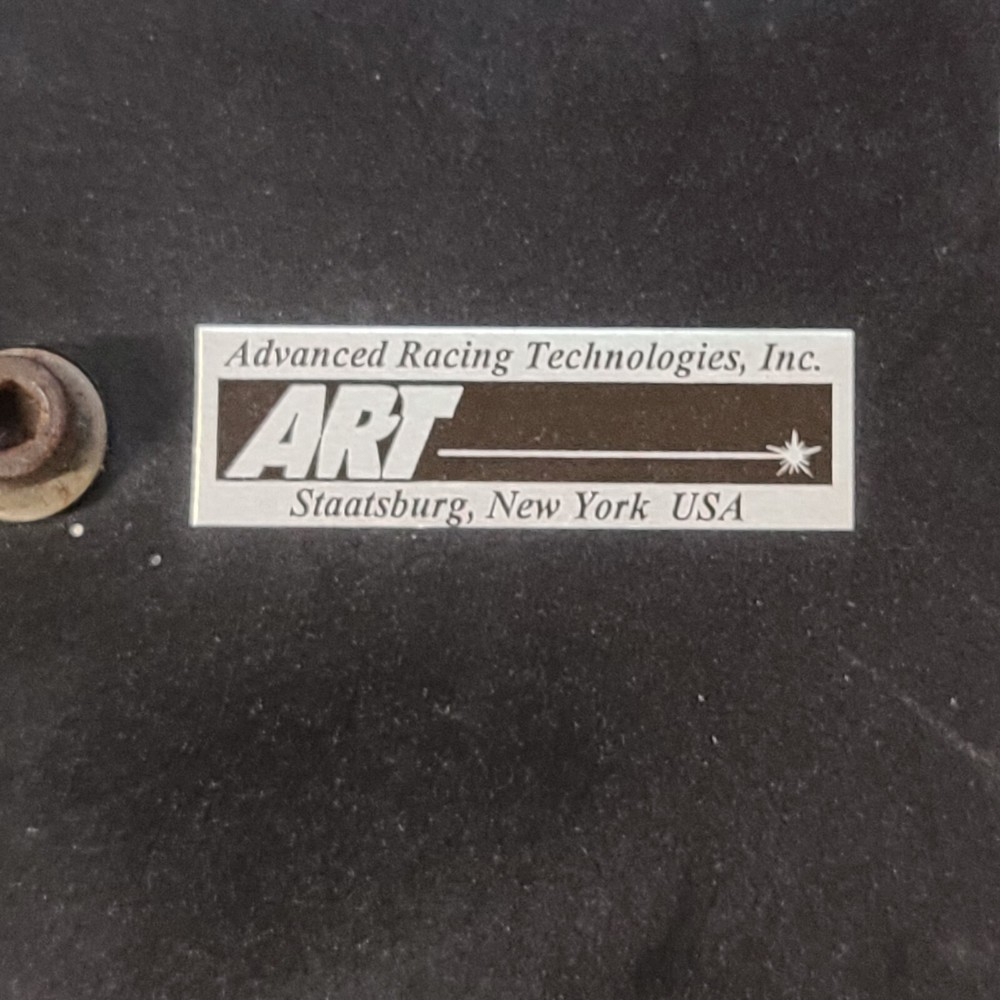 Advanced Racing Technologies, Inc.
ART
Staatsburg, New York USA